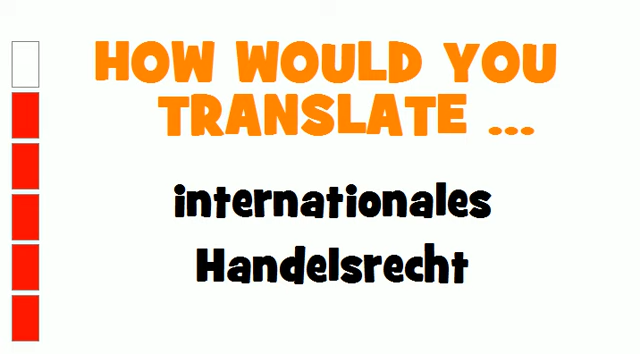 HOW WOULD YOU
TRANSLATE ...
internationales
Handelsrecht